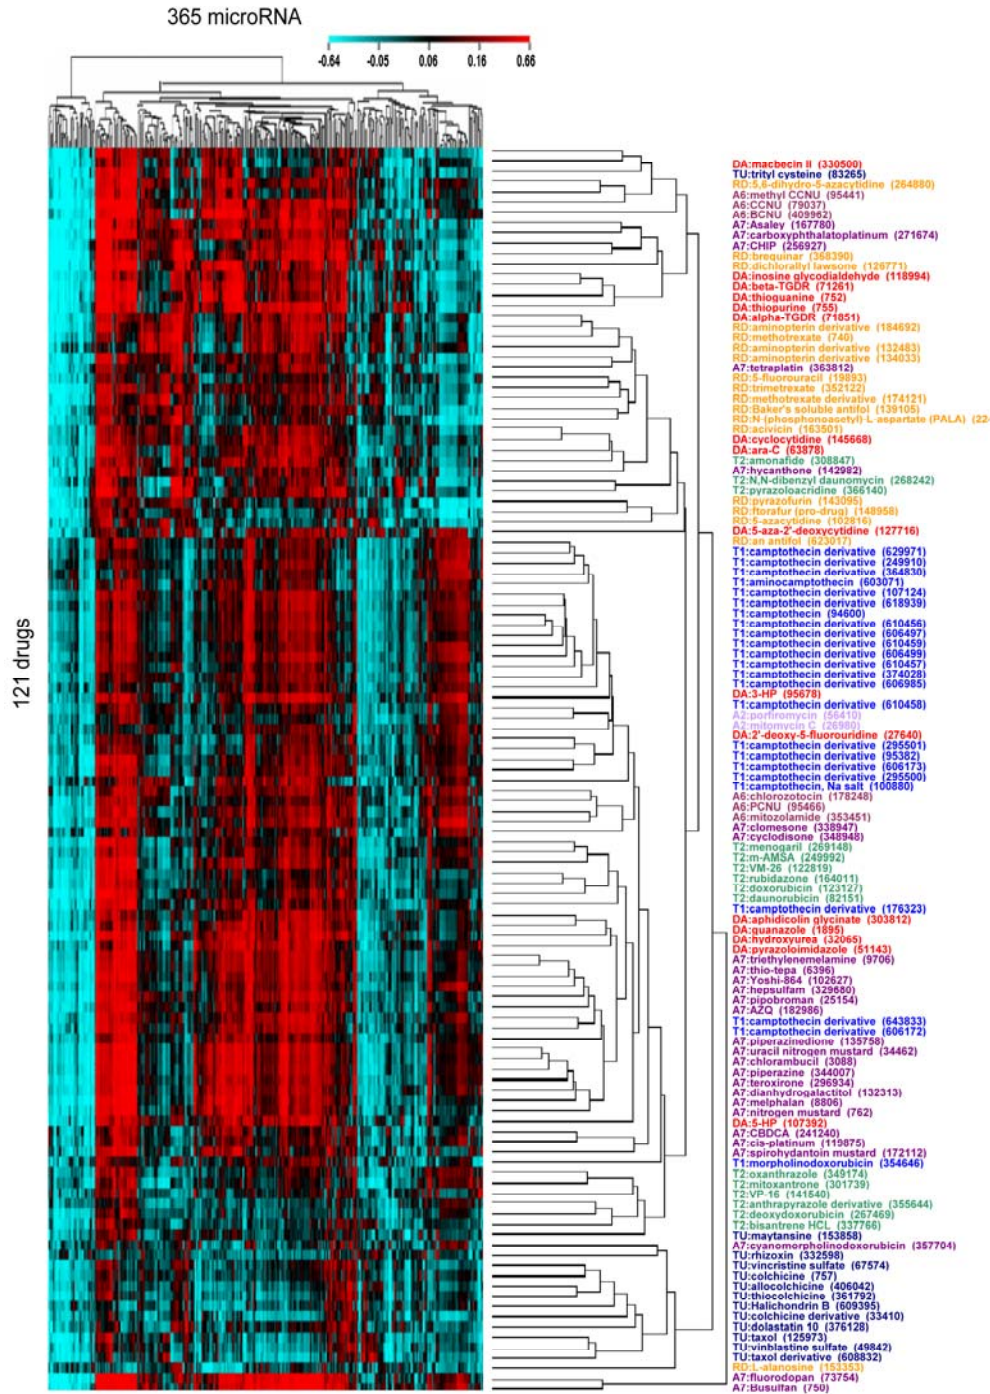 365 microRNA
-0.64 -0.05 0.06 0.16 0.66
121 drugs
DA:macbecin II (330500)
TU:trityl cysteine (83265)
RD:5,6-dihydro-5-azacytidine (264880)
A6:methyl CCNU (95441)
A6:CCNU (79037)
A6:BCNU (409962)
A7:Asaley (167780)
A7:carboxyphthalatoplatinum (271674)
A7:CHIP (256927)
RD:brequinar (368390)
RD:dichlorallyl lawsone (126771)
DA:inosine glycodialdehyde (118994)
DA:beta-TGDR (71261)
DA:thioguanine (752)
DA:thiopurine (755)
DA:alpha-TGDR (71851)
RD:aminopterin derivative (184692)
RD:methotrexate (740)
RD:aminopterin derivative (132483)
RD:aminopterin derivative (134033)
A7:tetraplatin (363812)
RD:5-fluorouracil (19893)
RD:trimetrexate (352122)
RD:methotrexate derivative (174121)
RD:Baker's soluble antifol (139105)
RD:N-(phosphonoacetyl)-L-aspartate (PALA) (22
RD:acivicin (163501)
DA:cyclocytidine (145668)
DA:ara-C (63878)
T2:amonafide (308847)
A7:hycanthone (142982)
T2:N,N-dibenzyl daunomycin (268242)
T2:pyrazoloacridine (366140)
RD:pyrazofurin (143095)
RD:ftorafur (pro-drug) (148958)
RD:5-azacytidine (102816)
DA:5-aza-2'-deoxycytidine (127716)
RD:an antifol (623017)
T1:camptothecin derivative (629971)
T1:camptothecin derivative (249910)
T1:camptothecin derivative (364830)
T1:aminocamptothecin (603071)
T1:camptothecin derivative (107124)
T1:camptothecin derivative (618939)
T1:camptothecin (94600)
T1:camptothecin derivative (610456)
T1:camptothecin derivative (606497)
T1:camptothecin derivative (610459)
T1:camptothecin derivative (606499)
T1:camptothecin derivative (610457)
T1:camptothecin derivative (374028)
T1:camptothecin derivative (606985)
DA:3-HP (95678)
T1:camptothecin derivative (610458)
A2:porfiromycin (56410)
A2:mitomycin C (26980)
DA:2'-deoxy-5-fluorouridine (27640)
T1:camptothecin derivative (295501)
T1:camptothecin derivative (95382)
T1:camptothecin derivative (606173)
T1:camptothecin derivative (295500)
T1:camptothecin, Na salt (100880)
A6:chlorozotocin (178248)
A6:PCNU (95466)
A6:mitozolamide (353451)
A7:clomesone (338947)
A7:cyclodisone (348948)
T2:menogaril (269148)
T2:m-AMSA (249992)
T2:VM-26 (122819)
T2:rubidazone (164011)
T2:doxorubicin (123127)
T2:daunorubicin (82151)
T1:camptothecin derivative (176323)
DA:aphidicolin glycinate (303812)
DA:guanazole (1895)
DA:hydroxyurea (32065)
DA:pyrazoloimidazole (51143)
A7:triethylenemelamine (9706)
A7:thio-tepa (6396)
A7:Yoshi-864 (102627)
A7:hepsulfam (329680)
A7:pipobroman (25154)
A7:AZQ (182986)
T1:camptothecin derivative (643833)
T1:camptothecin derivative (606172)
A7:piperazinedione (135758)
A7:uracil nitrogen mustard (34462)
A7:chlorambucil (3088)
A7:piperazine (344007)
A7:teroxirone (296934)
A7:dianhydrogalactitol (132313)
A7:melphalan (8806)
A7:nitrogen mustard (762)
DA:5-HP (107392)
A7:CBDCA (241240)
A7:cis-platinum (119875)
A7:spirohydantoin mustard (172112)
T1:morpholinodoxorubicin (354646)
T2:oxanthrazole (349174)
T2:mitoxantrone (301739)
T2:VP-16 (141540)
T2:anthrapyrazole derivative (355644)
T2:deoxydoxorubicin (267469)
T2:bisantrene HCL (337766)
TU:maytansine (153858)
A7:cyanomorpholinodoxorubicin (357704)
TU:rhizoxin (332598)
TU:vincristine sulfate (67574)
TU:colchicine (757)
TU:allocolchicine (406042)
TU:thiocolchicine (361792)
TU:Halichondrin B (609395)
TU:colchicine derivative (33410)
TU:dolastatin 10 (376128)
TU:taxol (125973)
TU:vinblastine sulfate (49842)
TU:taxol derivative (608832)
RD:L-alanosine (153353)
A7:fluorodopan (73754)
A7:Busulfan (750)